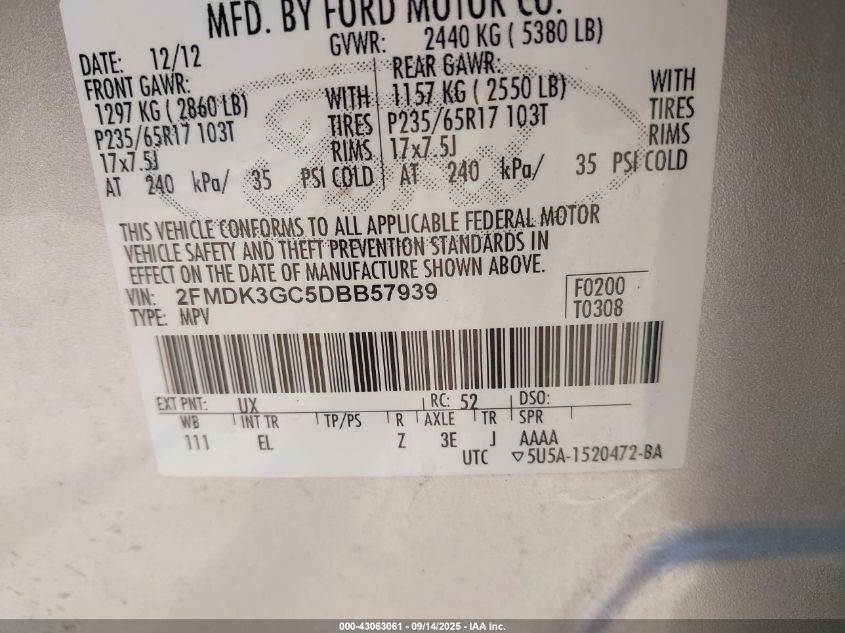 MFD. BY FORD MOTOR CO.
DATE: 12/12 GVWR: 2440 KG ( 5380 LB)
FRONT GAWR: REAR GAWR:
1297 KG (2860 LB) WITH 1157 KG ( 2550 LB) WITH
P235/65R17 103T TIRES P235/65R17 103T TIRES
17x7.5J RIMS 17x7.5J RIMS
AT 240 kPa/ 35 PSI COLD AT 240 kPa/ 35 PSI COLD
THIS VEHICLE CONFORMS TO ALL APPLICABLE FEDERAL MOTOR
VEHICLE SAFETY AND THEFT PREVENTION STANDARDS IN
EFFECT ON THE DATE OF MANUFACTURE SHOWN ABOVE.
VIN: 2FMDK3GC5DBB57939 F0200
TYPE: MPV T0308
EXT PNT: UX RC: 52 DSO:
WB INT TR TP/PS R AXLE TR SPR
111 EL Z 3E J AAAA
UTC ▽5U5A-1520472-BA
000-43063061 - 09/14/2025 - IAA Inc.